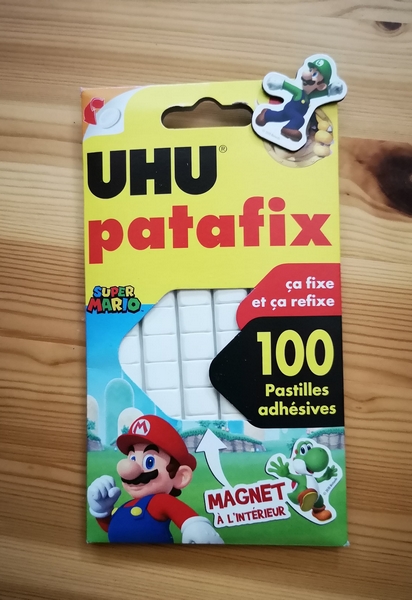 UHU®
patafix
ça fixe
et ça refixe
SUPER
MARIO
100
Pastilles
adhésives
MAGNET
À L'INTÉRIEUR